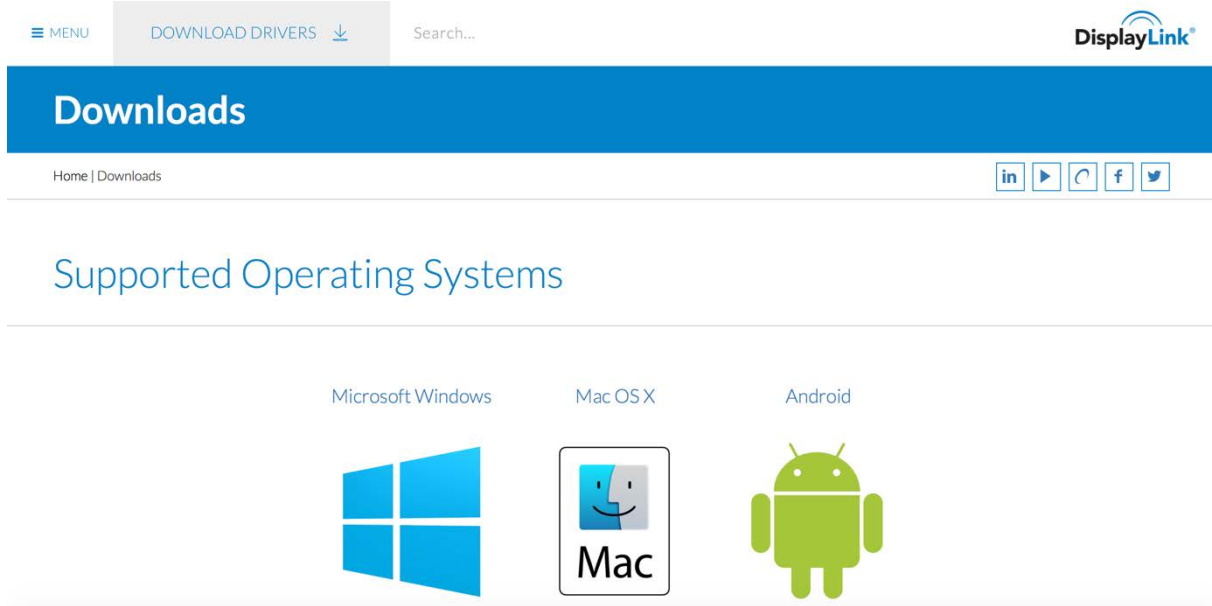 MENU
DOWNLOAD DRIVERS
Search...
DisplayLink®
Downloads
Home | Downloads
in
f
Supported Operating Systems
Microsoft Windows
Mac OS X
Android
Mac